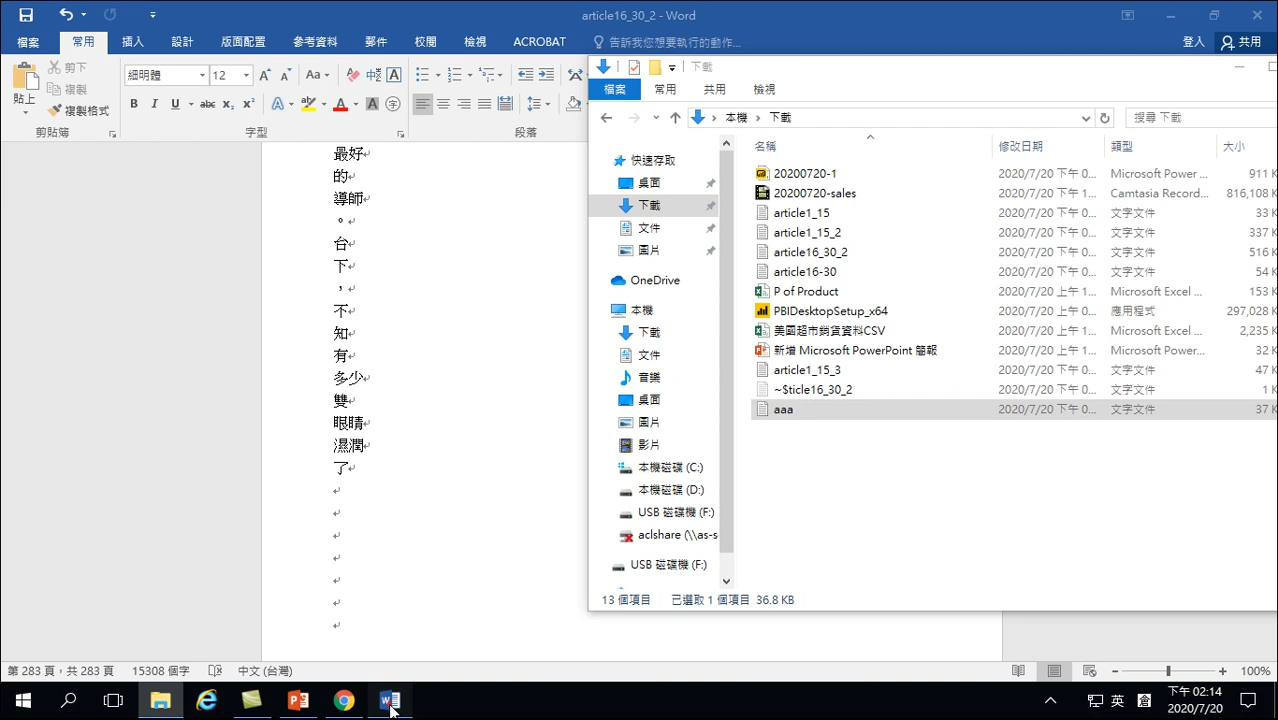 article16_30_2 - Word
檔案 常用 插入 設計 版面配置 參考資料 郵件 校閱 檢視 ACROBAT 告訴我您想要執行的動作... 登入 共用
貼上
剪下
複製
複製格式
剪貼簿
細明體 12
B I U abc x₂ x²
字型
段落
最好
的
導師
。
台
下
，
不
知
有
多少
雙
眼睛
濕潤
了
下載
檔案 常用 共用 檢視
本機 > 下載
搜尋 下載
快速存取
桌面
下載
文件
圖片
OneDrive
本機
下載
文件
音樂
桌面
圖片
影片
本機磁碟 (C:)
本機磁碟 (D:)
USB 磁碟機 (F:)
aclshare (\\as-s
USB 磁碟機 (F:)
名稱 修改日期 類型 大小
20200720-1 2020/7/20 下午 0... Microsoft Power ... 911 K
20200720-sales 2020/7/20 下午 0... Camtasia Record... 816,108 K
article1_15 2020/7/20 下午 0... 文字文件 33 K
article1_15_2 2020/7/20 下午 0... 文字文件 337 K
article16_30_2 2020/7/20 下午 0... 文字文件 516 K
article16-30 2020/7/20 下午 0... 文字文件 54 K
P of Product 2020/7/20 上午 1... Microsoft Excel ... 153 K
PBIDesktopSetup_x64 2020/7/20 上午 1... 應用程式 297,028 K
美國超市銷貨資料CSV 2020/7/20 上午 1... Microsoft Excel ... 2,235 K
新增 Microsoft PowerPoint 簡報 2020/7/20 上午 1... Microsoft Power... 32 K
article1_15_3 2020/7/20 下午 0... 文字文件 47 K
~$ticle16_30_2 2020/7/20 下午 0... 文字文件 1 K
aaa 2020/7/20 下午 0... 文字文件 37 K
13 個項目 已選取 1 個項目 36.8 KB
第 283 頁，共 283 頁 15308 個字 中文 (台灣) 100%
英 下午 02:14
2020/7/20